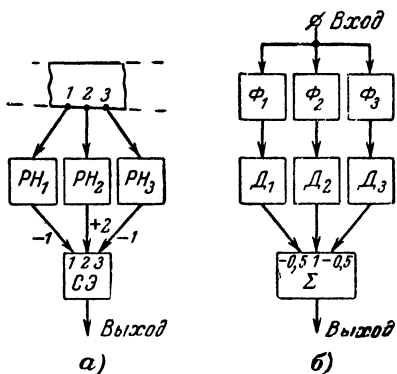 Вход
1 2 3
Ф₁ Ф₂ Ф₃
РН₁ РН₂ РН₃
Д₁ Д₂ Д₃
-1 +2 -1
1 2 3
СЭ
-0,5 1 -0,5
Σ
Выход
Выход
а)
б)